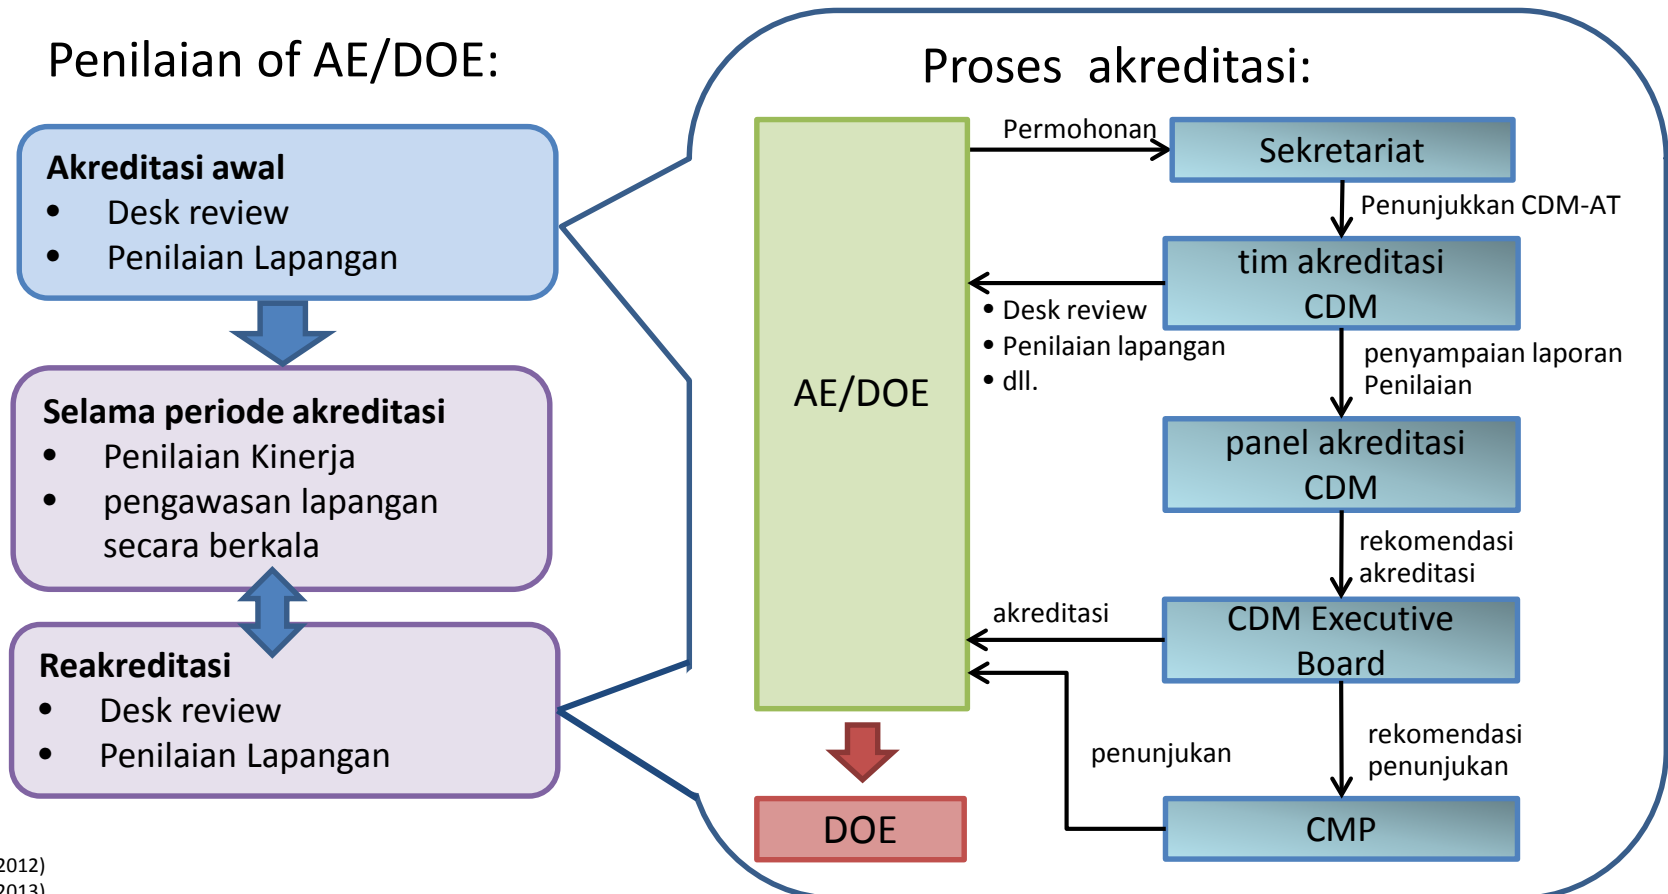 Penilaian of AE/DOE:
Akreditasi awal
• Desk review
• Penilaian Lapangan
Selama periode akreditasi
• Penilaian Kinerja
• pengawasan lapangan
secara berkala
Reakreditasi
• Desk review
• Penilaian Lapangan
2012)
2013)
Proses akreditasi:
AE/DOE
Permohonan
Sekretariat
Penunjukkan CDM-AT
tim akreditasi
CDM
• Desk review
• Penilaian lapangan
• dll.
penyampaian laporan
Penilaian
panel akreditasi
CDM
rekomendasi
akreditasi
akreditasi
CDM Executive
Board
penunjukan
rekomendasi
penunjukan
DOE
CMP